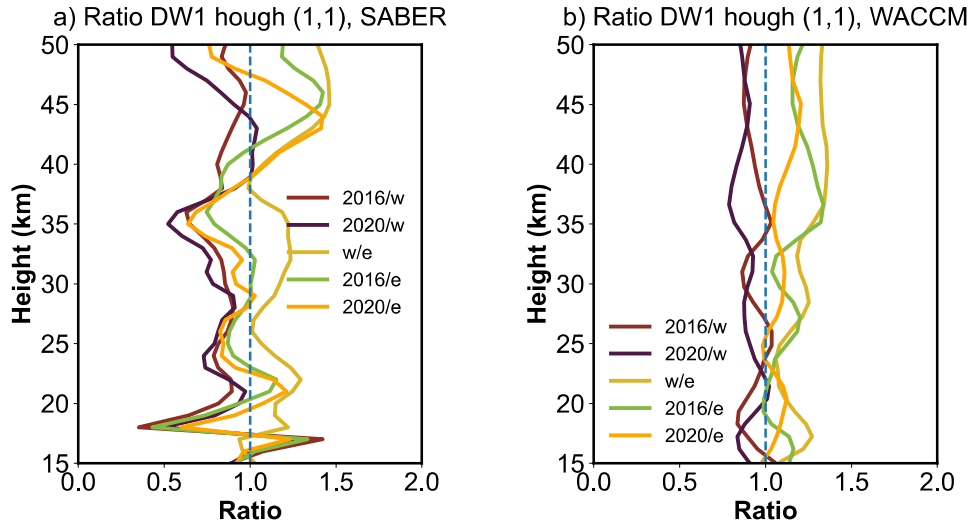 a) Ratio DW1 hough (1,1), SABER
50
45
40
35
30
25
20
15
Height (km)
0.0 0.5 1.0 1.5 2.0
Ratio
2016/w
2020/w
w/e
2016/e
2020/e
b) Ratio DW1 hough (1,1), WACCM
50
45
40
35
30
25
20
15
Height (km)
0.0 0.5 1.0 1.5 2.0
Ratio
2016/w
2020/w
w/e
2016/e
2020/e